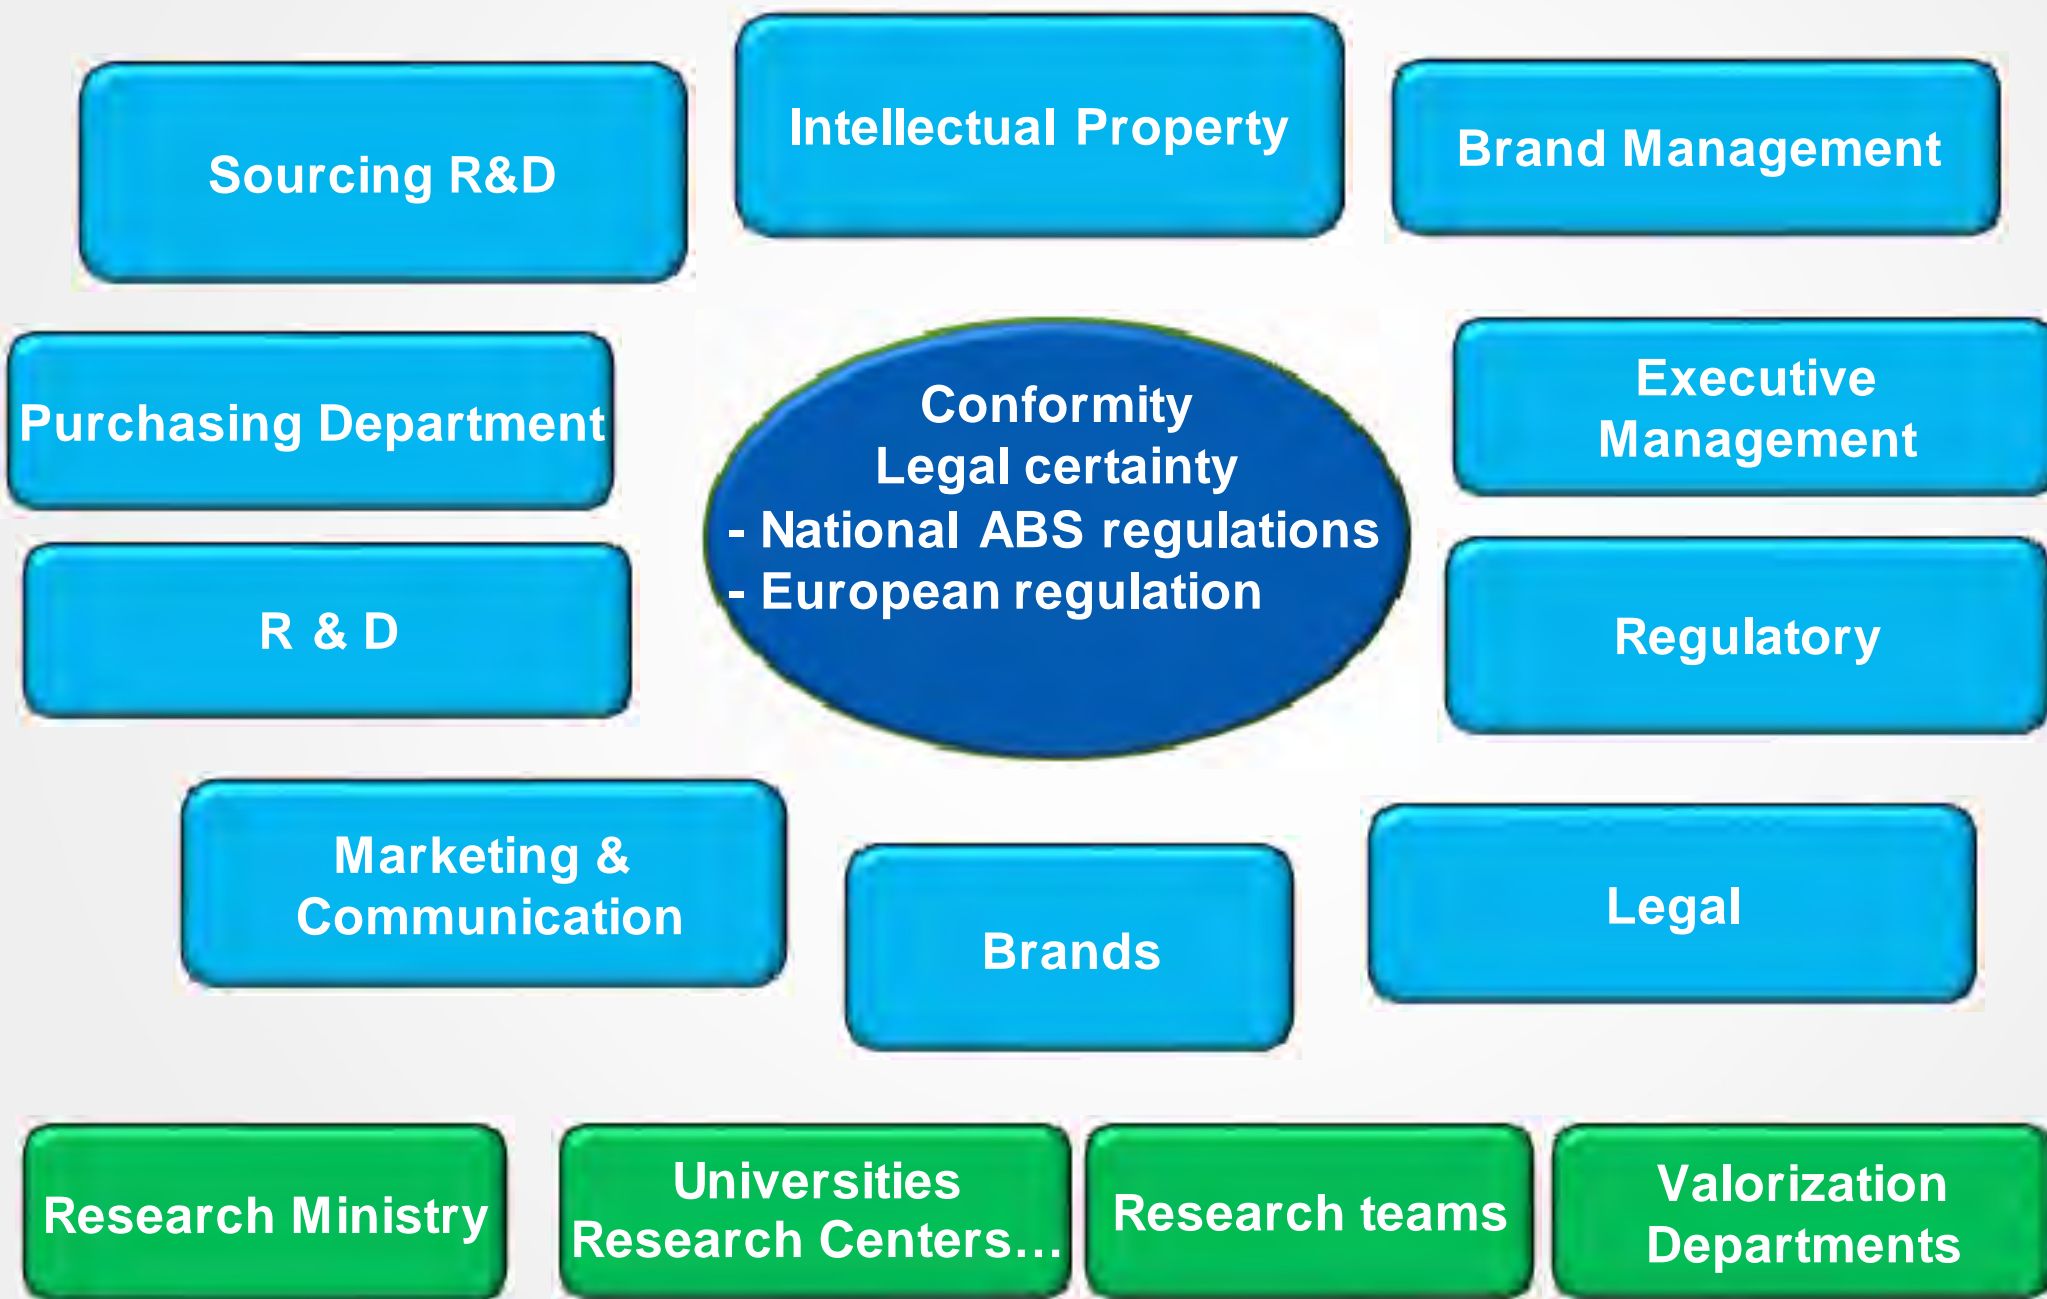 Sourcing R&D
Intellectual Property
Brand Management
Purchasing Department
Conformity
Legal certainty
- National ABS regulations
- European regulation
Executive
Management
R & D
Regulatory
Marketing &
Communication
Brands
Legal
Research Ministry
Universities
Research Centers…
Research teams
Valorization
Departments